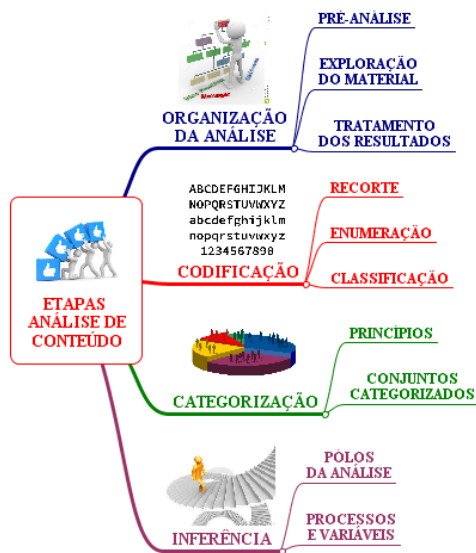 PRÉ-ANÁLISE
EXPLORAÇÃO
DO MATERIAL
ORGANIZAÇÃO
DA ANÁLISE
TRATAMENTO
DOS RESULTADOS
ABCDEFGHIJKLM
NOPQRSTUVWXYZ
abcdefghijklm
nopqrstuvwxyz
1234567890
RECORTE
ENUMERAÇÃO
CODIFICAÇÃO
CLASSIFICAÇÃO
ETAPAS
ANÁLISE DE
CONTEÚDO
PRINCÍPIOS
CONJUNTOS
CATEGORIZADOS
CATEGORIZAÇÃO
PÓLOS
DA ANÁLISE
PROCESSOS
E VARIÁVEIS
INFERÊNCIA